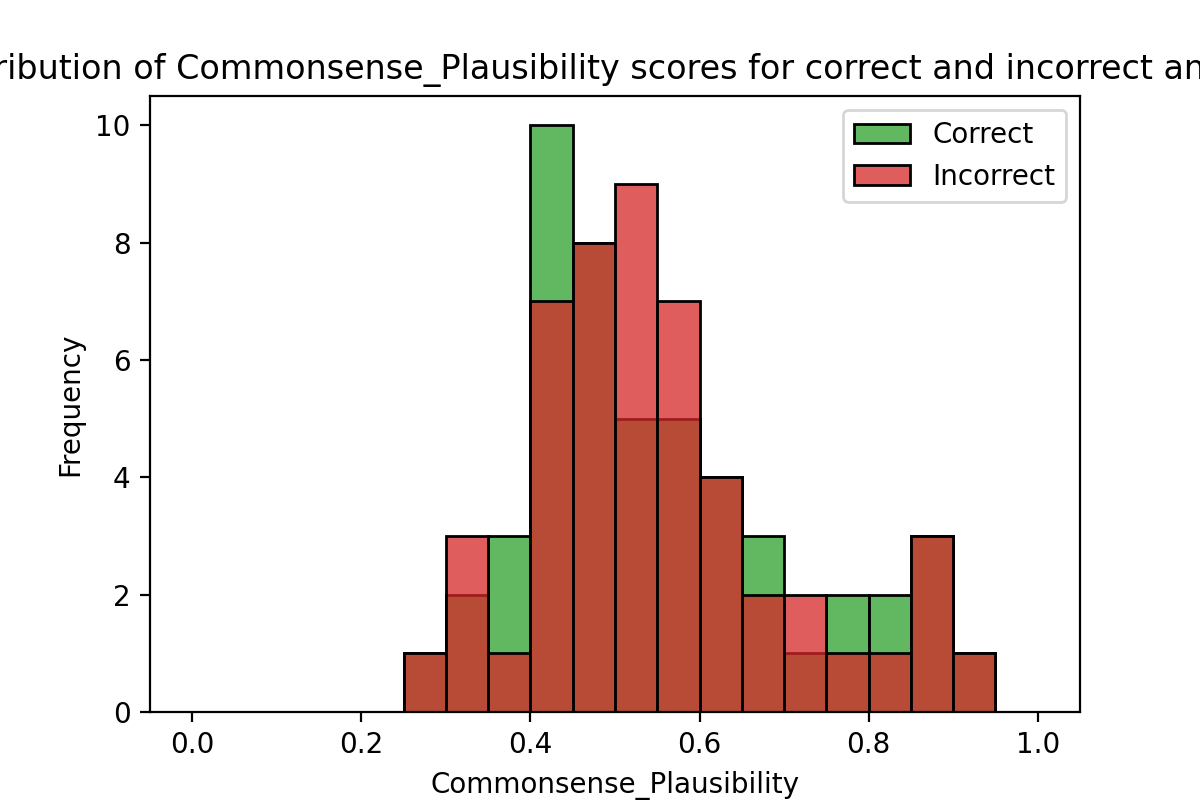 ribution of Commonsense_Plausibility scores for correct and incorrect an
Correct
Incorrect
Frequency
10
8
6
4
2
0
0.0 0.2 0.4 0.6 0.8 1.0
Commonsense_Plausibility